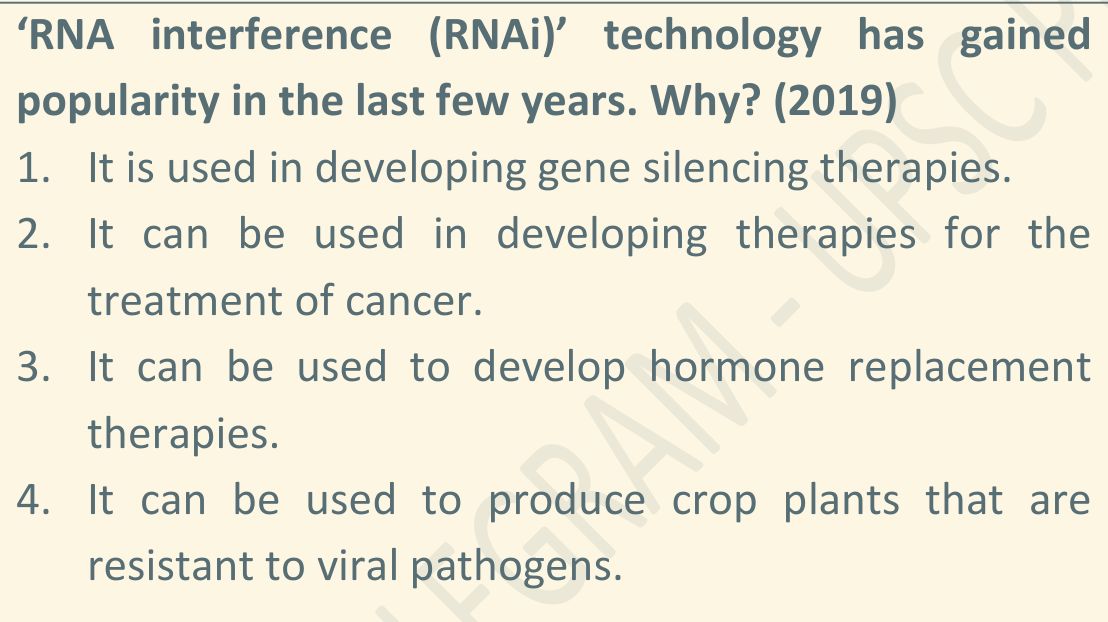 ‘RNA interference (RNAi)’ technology has gained
popularity in the last few years. Why? (2019)
1. It is used in developing gene silencing therapies.
2. It can be used in developing therapies for the
treatment of cancer.
3. It can be used to develop hormone replacement
therapies.
4. It can be used to produce crop plants that are
resistant to viral pathogens.